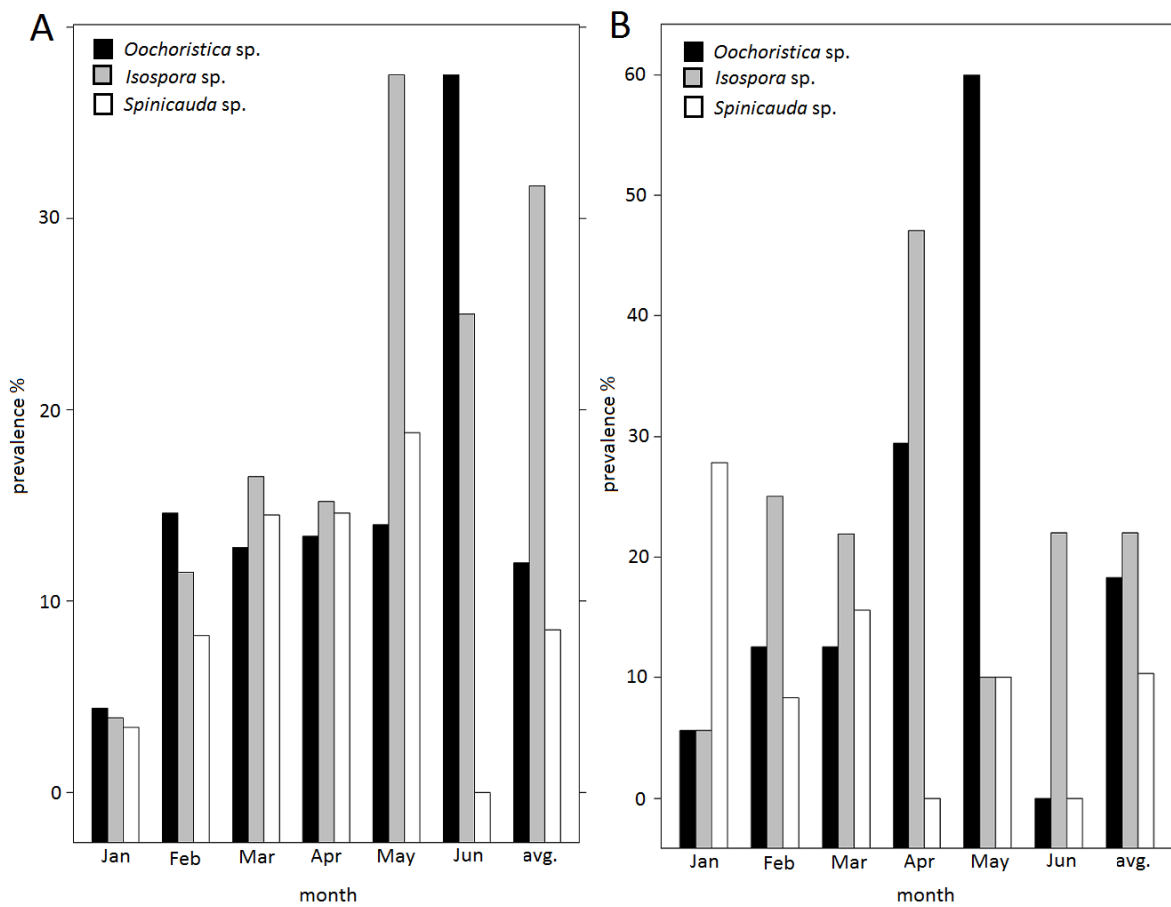 A
Oochoristica sp.
Isospora sp.
Spinicauda sp.
prevalence %
30
20
10
0
Jan Feb Mar Apr May Jun avg.
month
B
Oochoristica sp.
Isospora sp.
Spinicauda sp.
prevalence %
60
50
40
30
20
10
0
Jan Feb Mar Apr May Jun avg.
month